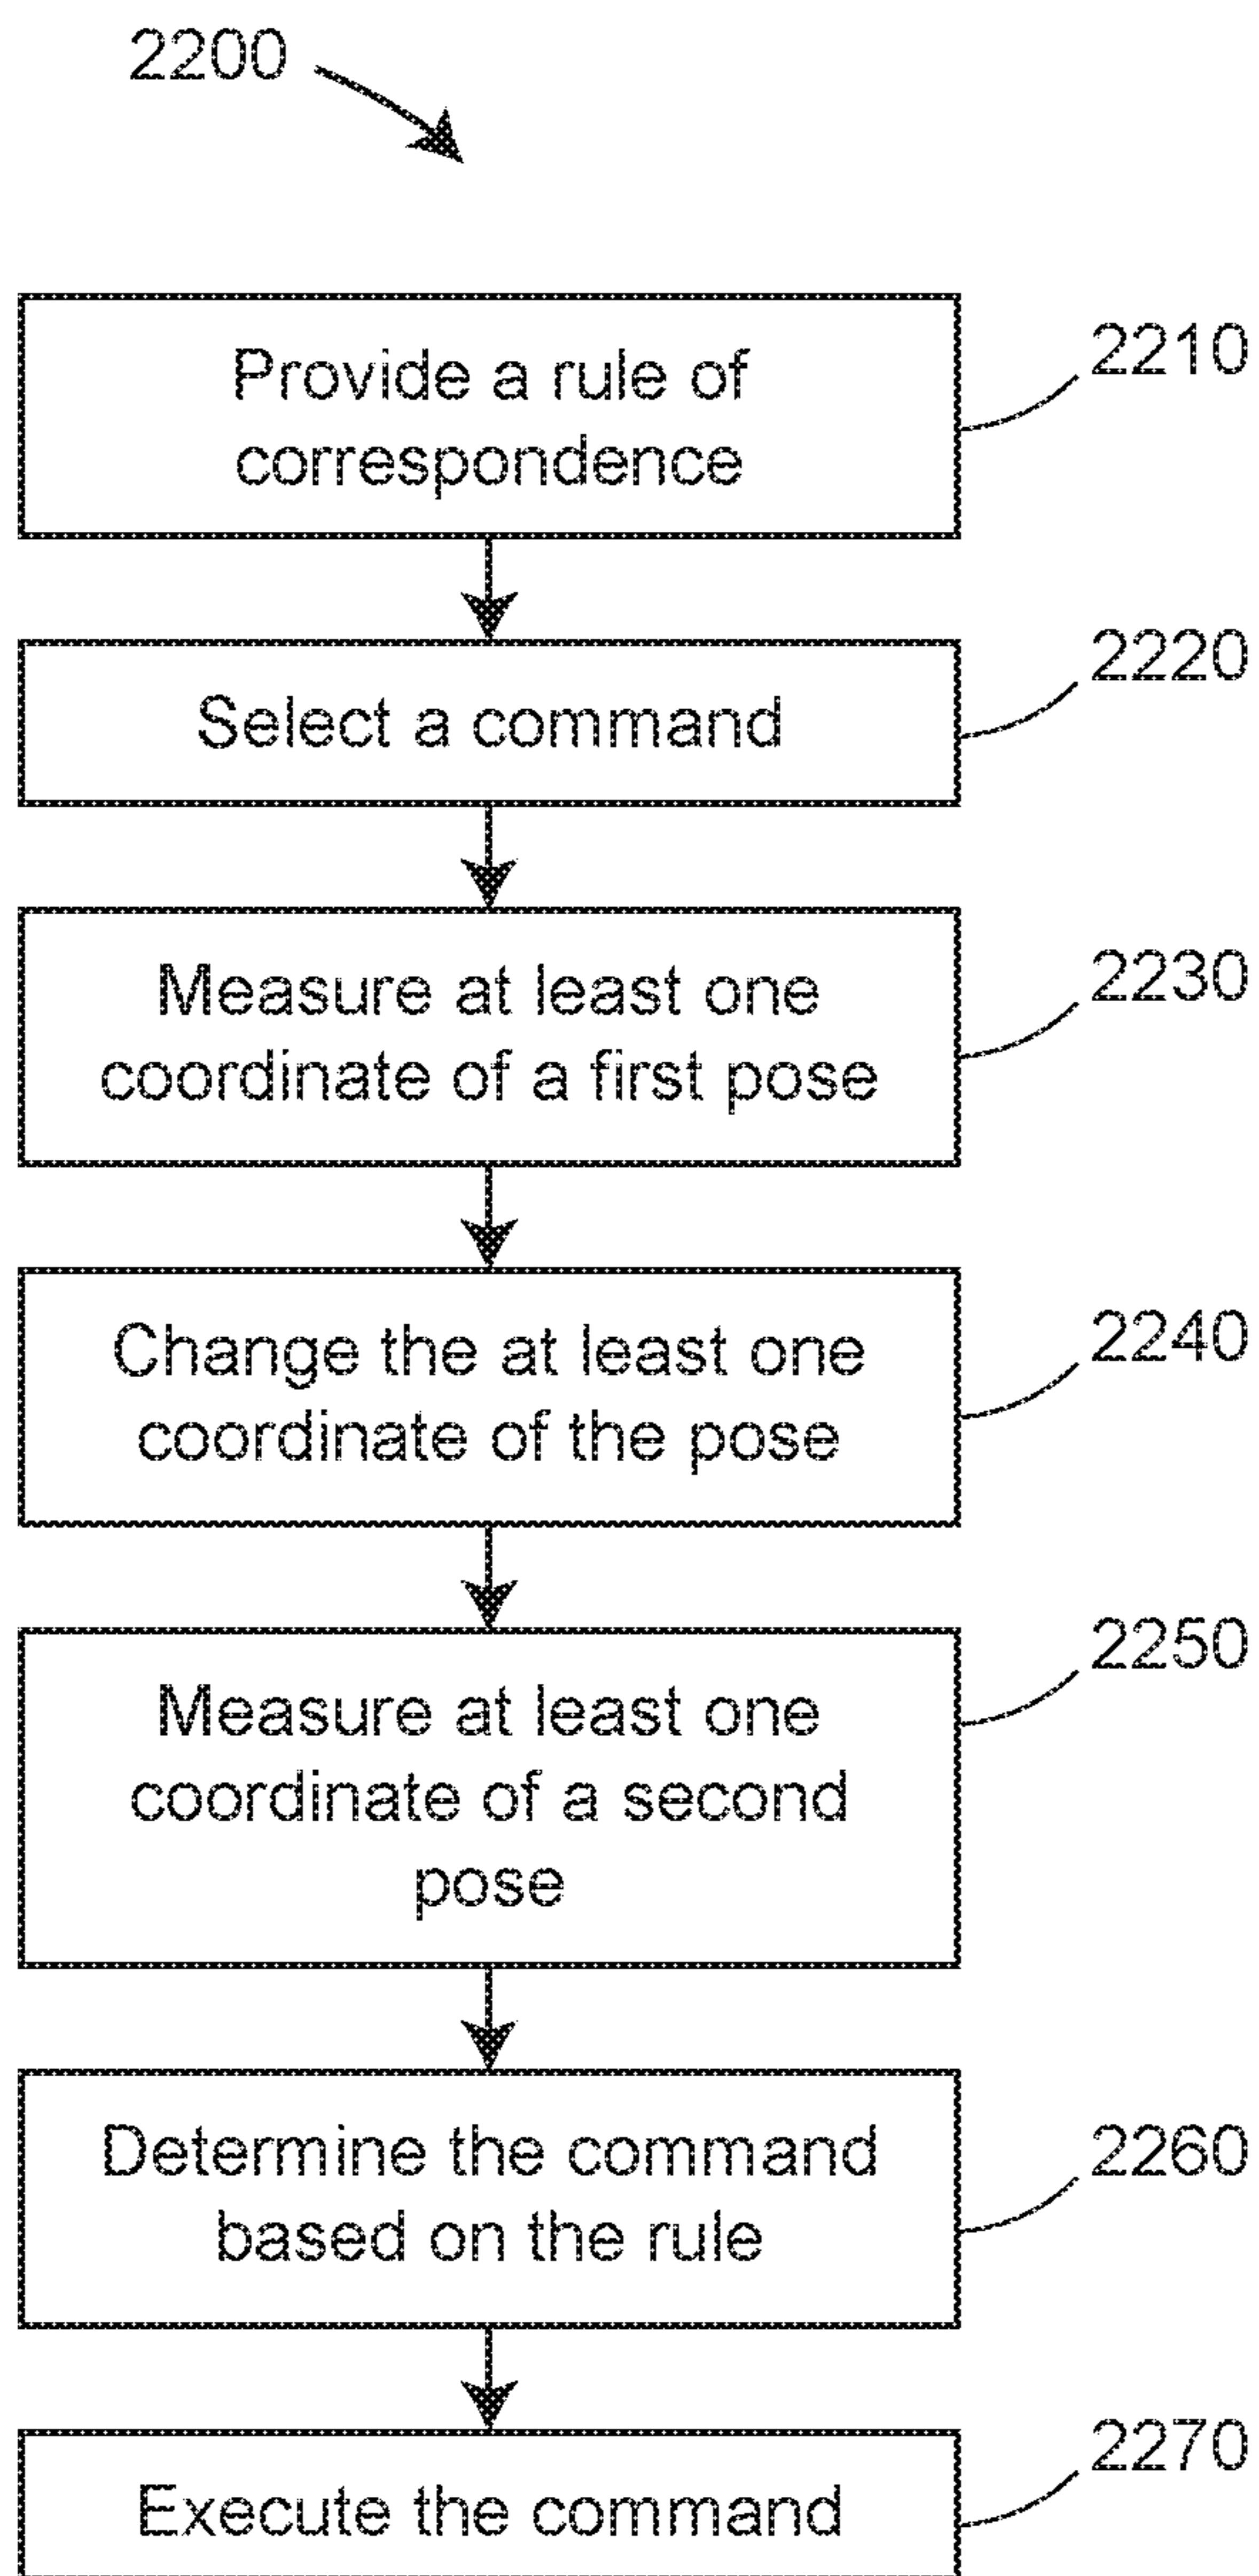 2200
Provide a rule of
correspondence
2210
Select a command
2220
Measure at least one
coordinate of a first pose
2230
Change the at least one
coordinate of the pose
2240
Measure at least one
coordinate of a second
pose
2250
Determine the command
based on the rule
2260
Execute the command
2270